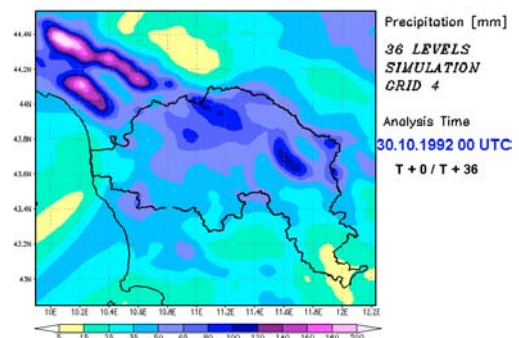 Precipitation [mm]
36 LEVELS
SIMULATION
GRID 4
Analysis Time
30.10.1992 00 UTC
T + 0 / T + 36
44.4N
44.2N
44N
43.8N
43.6N
43.4N
43.2N
43N
10E 10.2E 10.4E 10.6E 10.8E 11E 11.2E 11.4E 11.6E 11.8E 12E 12.2E
5 15 25 35 50 65 80 100 120 140 160 180 200